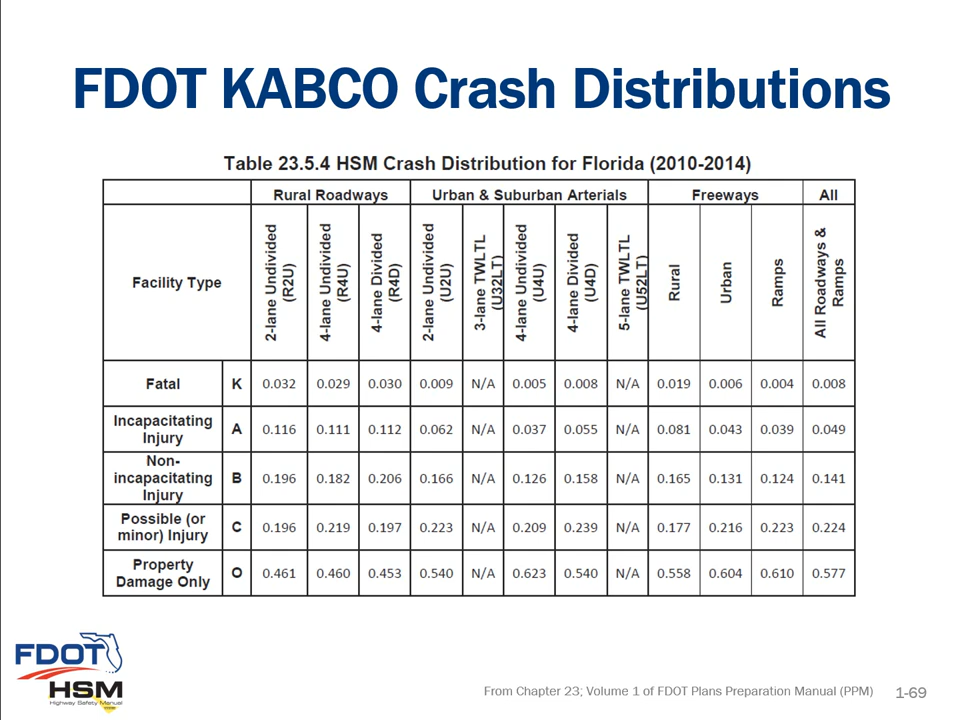 FDOT KABCO Crash Distributions
Table 23.5.4 HSM Crash Distribution for Florida (2010-2014)
Rural Roadways Urban & Suburban Arterials Freeways All
Facility Type
2-lane Undivided
(R2U)
4-lane Undivided
(R4U)
4-lane Divided
(R4D)
2-lane Undivided
(U2U)
3-lane TWLTL
(U32LT)
4-lane Undivided
(U4U)
4-lane Divided
(U4D)
5-lane TWLTL
(U52LT)
Rural
Urban
Ramps
All Roadways &
Ramps
Fatal K 0.032 0.029 0.030 0.009 N/A 0.005 0.008 N/A 0.019 0.006 0.004 0.008
Incapacitating
Injury A 0.116 0.111 0.112 0.062 N/A 0.037 0.055 N/A 0.081 0.043 0.039 0.049
Non-
incapacitating
Injury B 0.196 0.182 0.206 0.166 N/A 0.126 0.158 N/A 0.165 0.131 0.124 0.141
Possible (or
minor) Injury C 0.196 0.219 0.197 0.223 N/A 0.209 0.239 N/A 0.177 0.216 0.223 0.224
Property
Damage Only O 0.461 0.460 0.453 0.540 N/A 0.623 0.540 N/A 0.558 0.604 0.610 0.577
FDOT
HSM
Highway Safety Manual
From Chapter 23; Volume 1 of FDOT Plans Preparation Manual (PPM) 1-69